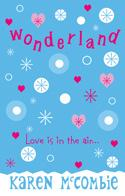 wonderland
Love is in the air...
KAREN McCOMBIE